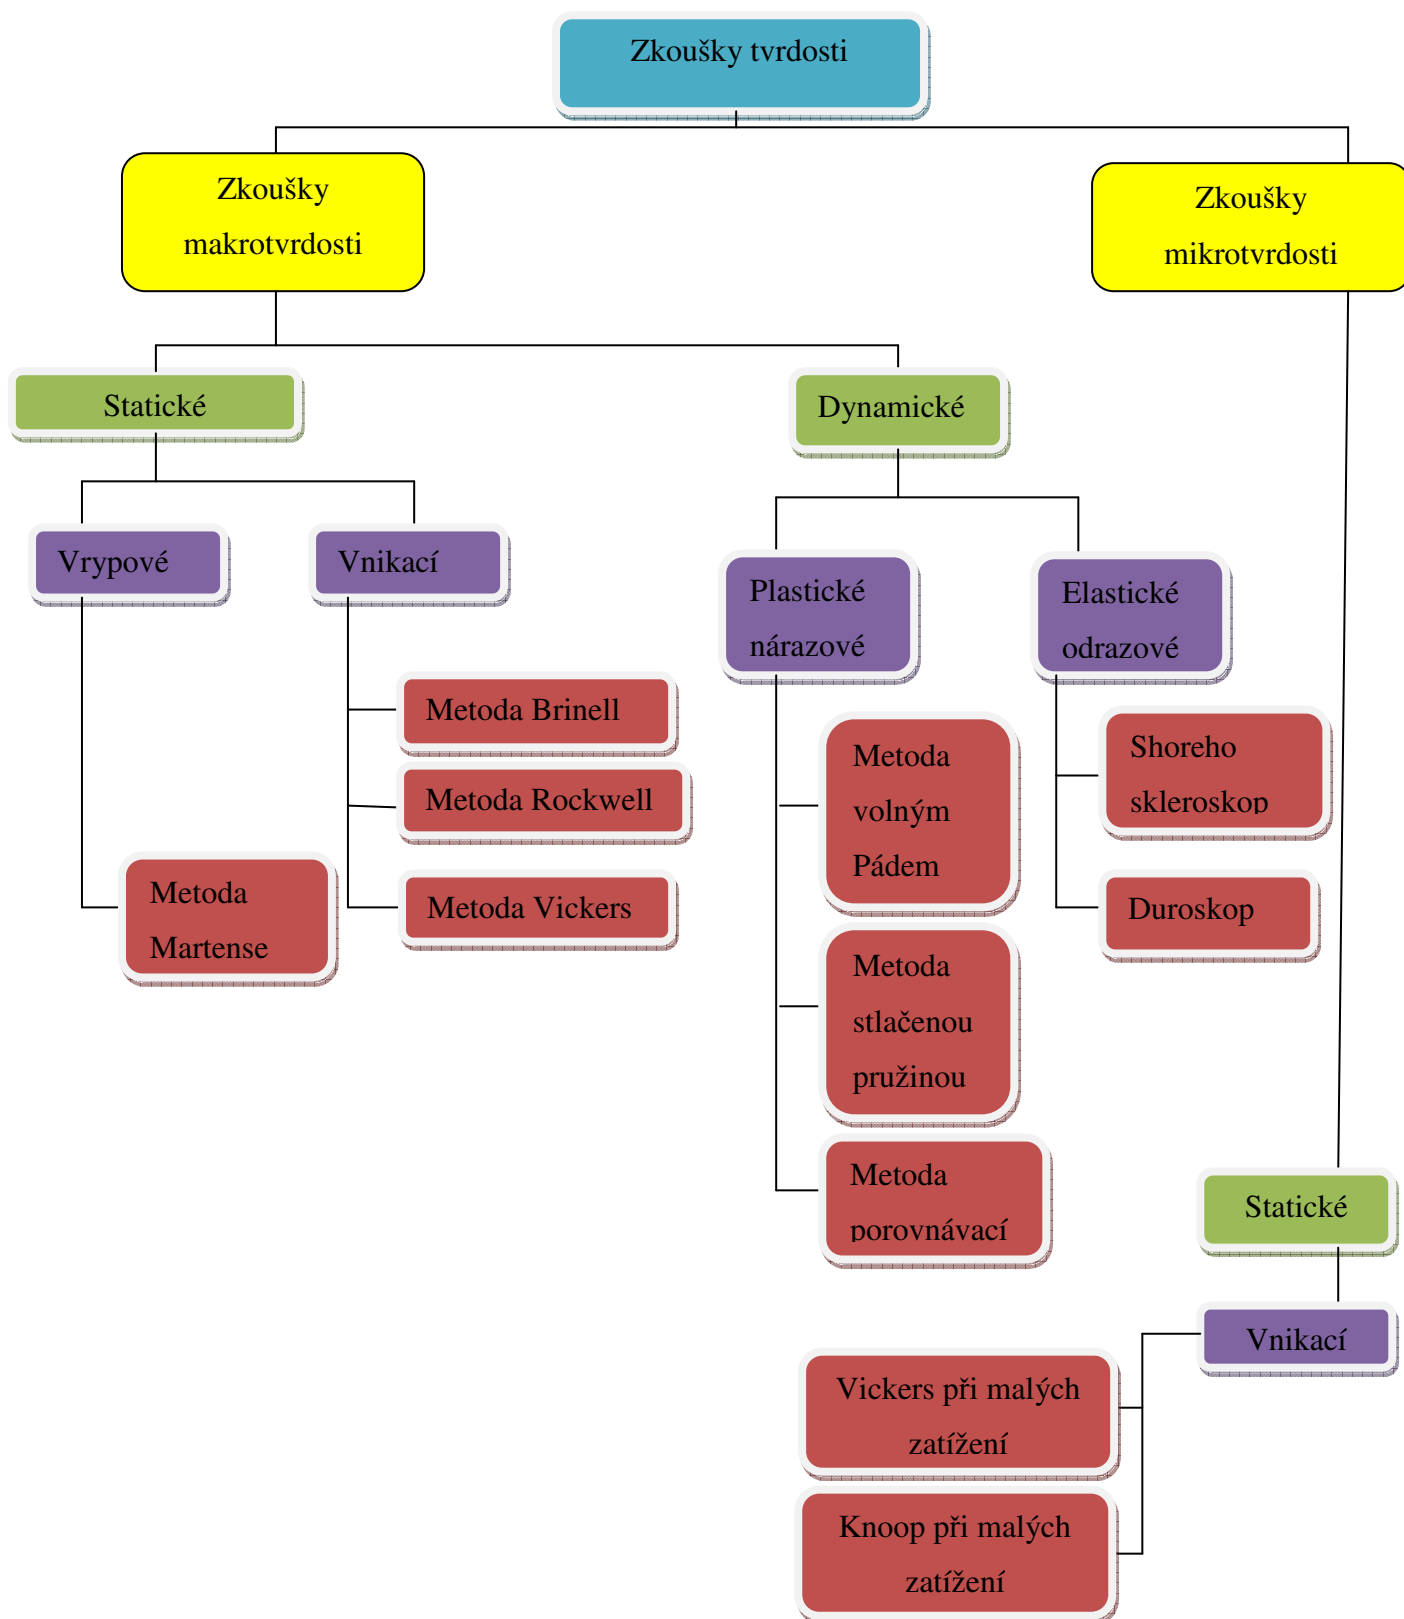 Zkoušky tvrdosti
Zkoušky
makrotvrdosti
Zkoušky
mikrotvrdosti
Statické
Dynamické
Vrypové
Vnikací
Plastické
nárazové
Elastické
odrazové
Metoda Brinell
Metoda Rockwell
Metoda Vickers
Metoda
Martense
Metoda
volným
Pádem
Metoda
stlačenou
pružinou
Metoda
porovnávací
Shoreho
skleroskop
Duroskop
Statické
Vnikací
Vickers při malých
zatížení
Knoop při malých
zatížení